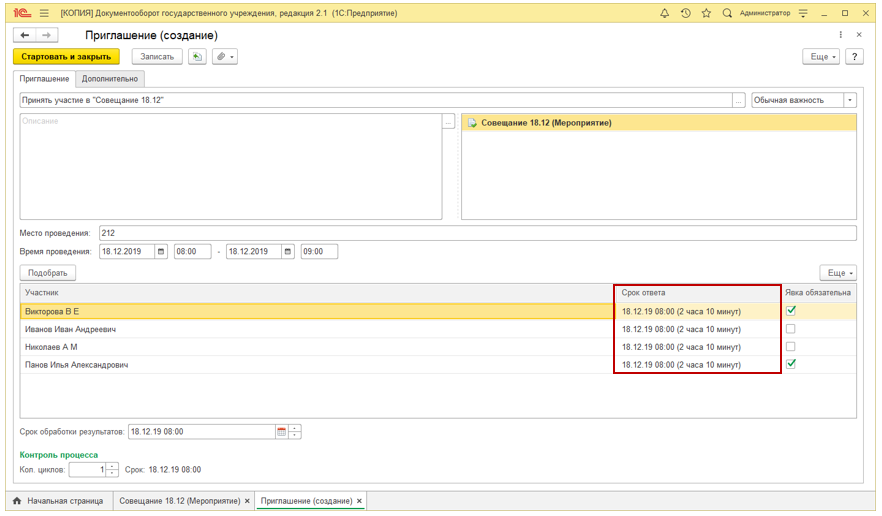 1С [КОПИЯ] Документооборот государственного учреждения, редакция 2.1 (1С:Предприятие) Администратор
Приглашение (создание)
Стартовать и закрыть Записать Еще ?
Приглашение Дополнительно
Принять участие в "Совещание 18.12" ... Обычная важность
Описание ... Совещание 18.12 (Мероприятие)
Место проведения: 212
Время проведения: 18.12.2019 08:00 - 18.12.2019 09:00
Подобрать Еще
Участник Срок ответа Явка обязательна
Викторова В Е 18.12.19 08:00 (2 часа 10 минут)
Иванов Иван Андреевич 18.12.19 08:00 (2 часа 10 минут)
Николаев А М 18.12.19 08:00 (2 часа 10 минут)
Панов Илья Александрович 18.12.19 08:00 (2 часа 10 минут)
Срок обработки результатов: 18.12.19 08:00
Контроль процесса
Кол. циклов: 1 Срок: 18.12.19 08:00
Начальная страница Совещание 18.12 (Мероприятие) × Приглашение (создание) ×